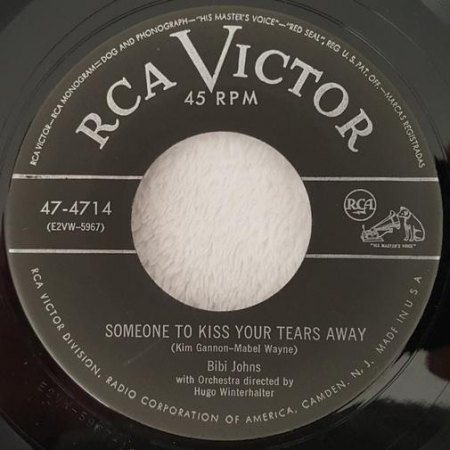 RCA VICTOR–RCA MONOGRAM–DOG AND PHONOGRAPH–"HIS MASTER'S VOICE"–"RED SEAL", REG U.S. PAT. OFF.–MARCAS REGISTRADAS
RCA VICTOR
45 RPM
47-4714
(E2VW-5967)
RCA
"HIS MASTER'S VOICE"
SOMEONE TO KISS YOUR TEARS AWAY
(Kim Gannon–Mabel Wayne)
Bibi Johns
with Orchestra directed by
Hugo Winterhalter
RCA VICTOR DIVISION, RADIO CORPORATION OF AMERICA, CAMDEN, N. J. MADE IN U S A